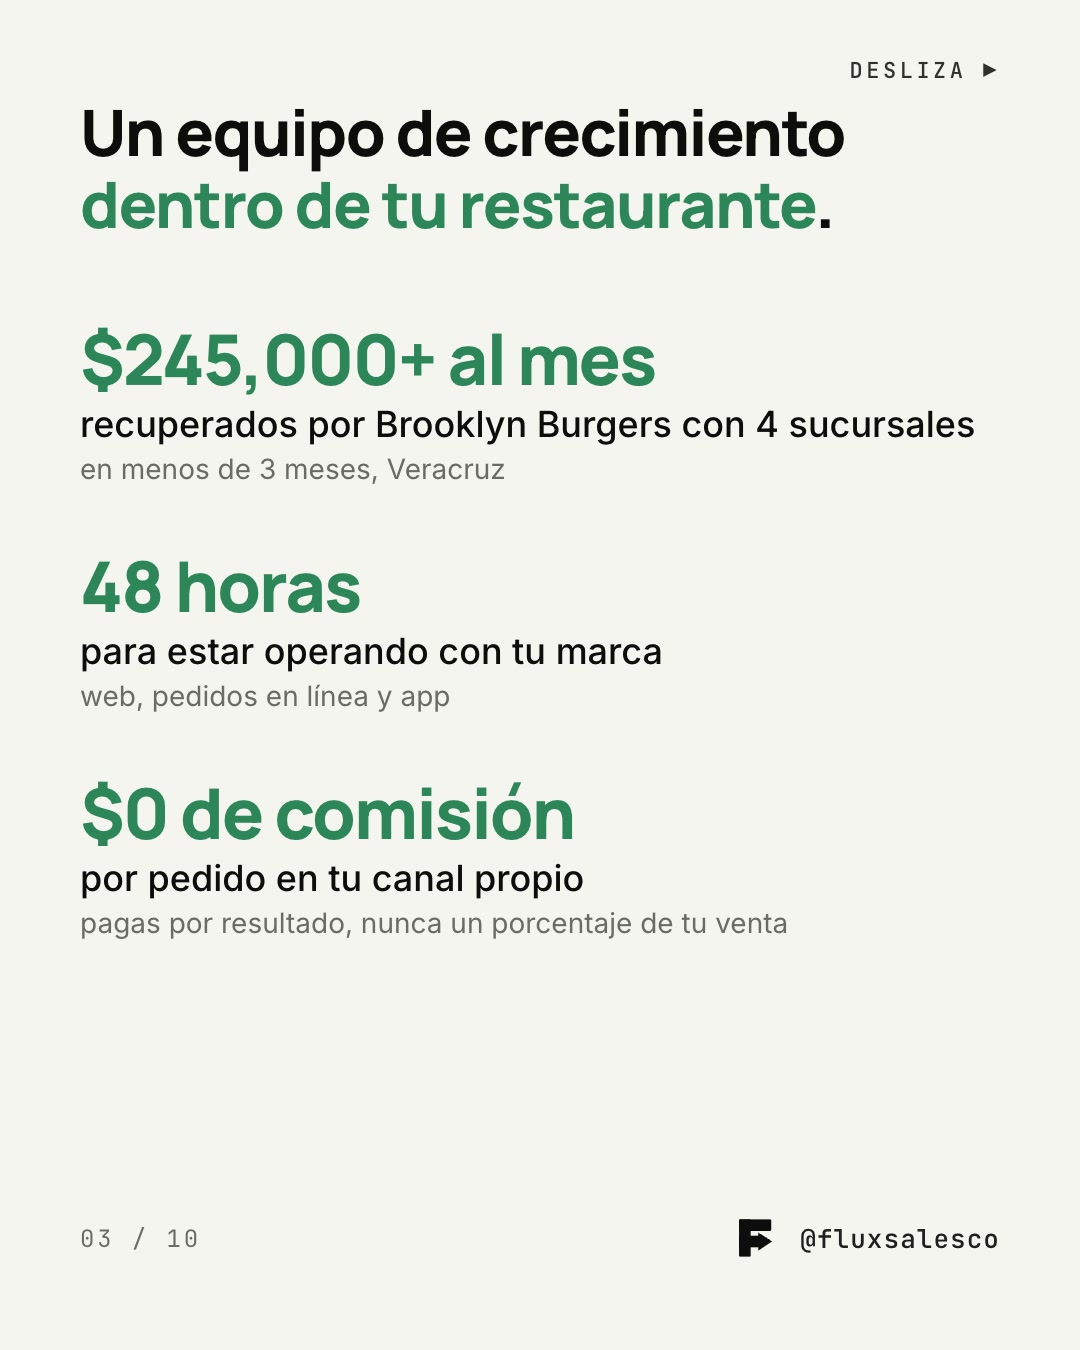 DESLIZA ►
Un equipo de crecimiento
dentro de tu restaurante.
$245,000+ al mes
recuperados por Brooklyn Burgers con 4 sucursales
en menos de 3 meses, Veracruz
48 horas
para estar operando con tu marca
web, pedidos en línea y app
$0 de comisión
por pedido en tu canal propio
pagas por resultado, nunca un porcentaje de tu venta
03 / 10
@fluxsalesco